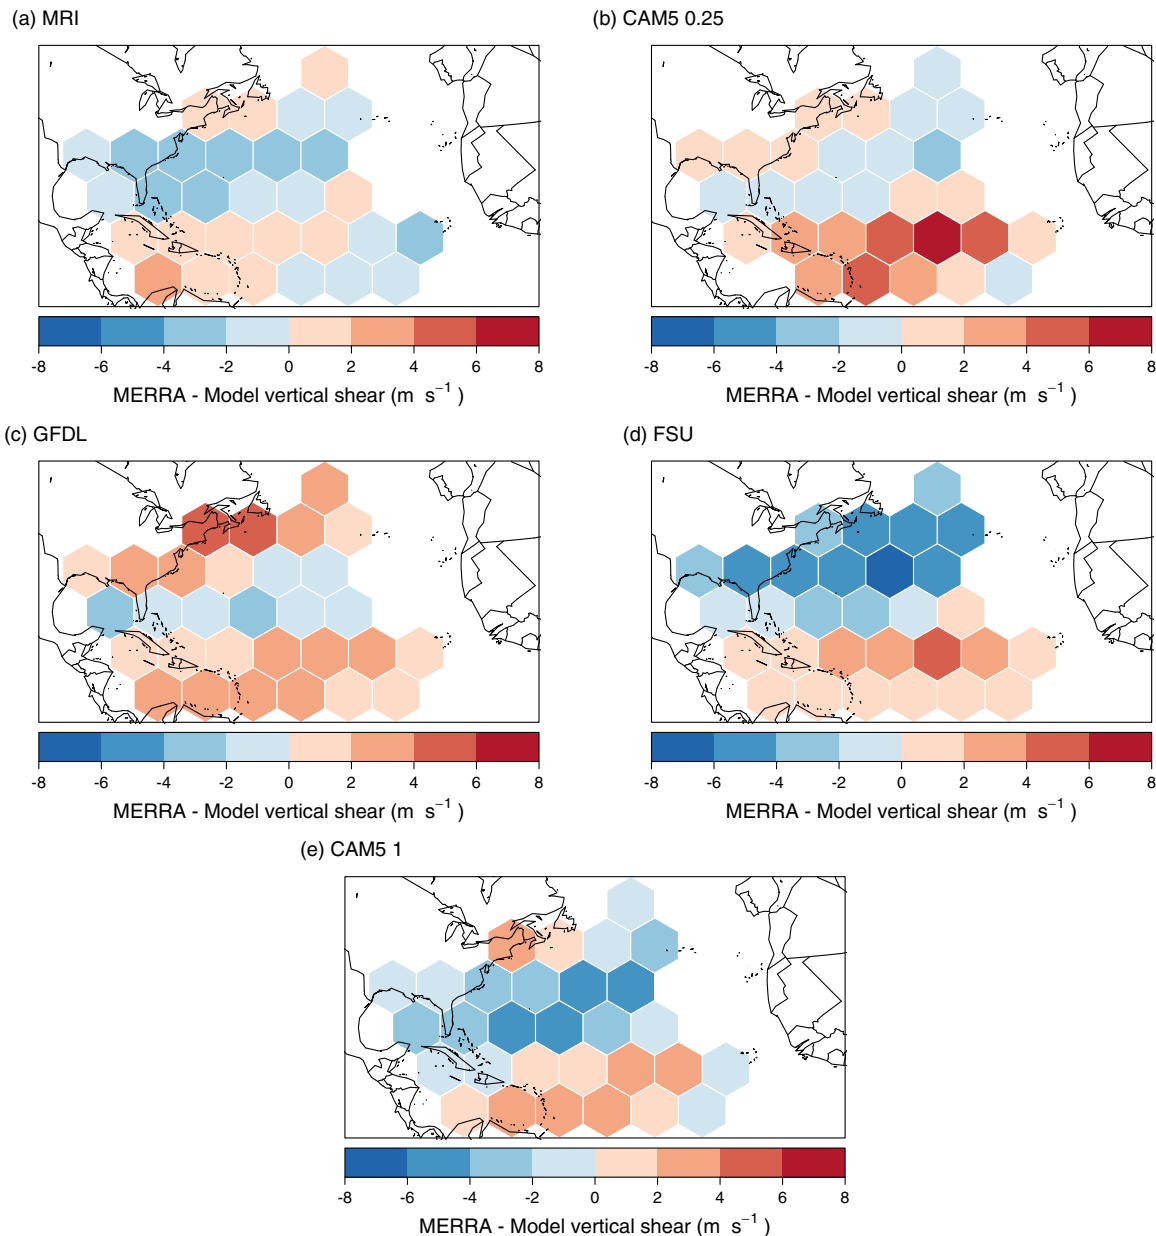 (a) MRI
(b) CAM5 0.25
-8 -6 -4 -2 0 2 4 6 8
-8 -6 -4 -2 0 2 4 6 8
MERRA - Model vertical shear (m s⁻¹ )
MERRA - Model vertical shear (m s⁻¹ )
(c) GFDL
(d) FSU
-8 -6 -4 -2 0 2 4 6 8
-8 -6 -4 -2 0 2 4 6 8
MERRA - Model vertical shear (m s⁻¹ )
MERRA - Model vertical shear (m s⁻¹ )
(e) CAM5 1
-8 -6 -4 -2 0 2 4 6 8
MERRA - Model vertical shear (m s⁻¹ )